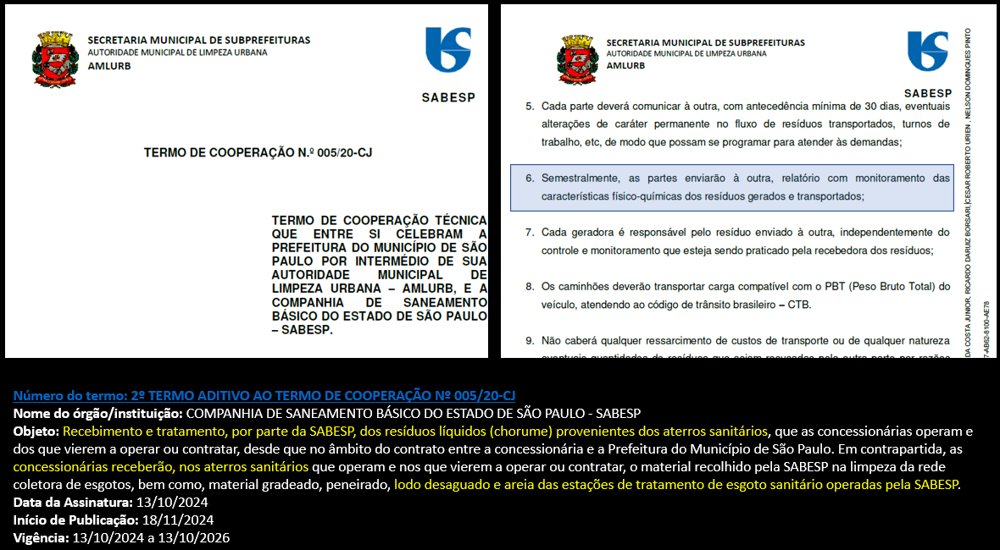 SECRETARIA MUNICIPAL DE SUBPREFEITURAS
AUTORIDADE MUNICIPAL DE LIMPEZA URBANA
AMLURB
SABESP
TERMO DE COOPERAÇÃO N.º 005/20-CJ
TERMO DE COOPERAÇÃO TÉCNICA
QUE ENTRE SI CELEBRAM A
PREFEITURA DO MUNICÍPIO DE SÃO
PAULO POR INTERMÉDIO DE SUA
AUTORIDADE MUNICIPAL DE
LIMPEZA URBANA – AMLURB, E A
COMPANHIA DE SANEAMENTO
BÁSICO DO ESTADO DE SÃO PAULO
– SABESP.
SECRETARIA MUNICIPAL DE SUBPREFEITURAS
AUTORIDADE MUNICIPAL DE LIMPEZA URBANA
AMLURB
SABESP
5. Cada parte deverá comunicar à outra, com antecedência mínima de 30 dias, eventuais
alterações de caráter permanente no fluxo de resíduos transportados, turnos de
trabalho, etc, de modo que possam se programar para atender às demandas;
6. Semestralmente, as partes enviarão à outra, relatório com monitoramento das
características físico-químicas dos resíduos gerados e transportados;
7. Cada geradora é responsável pelo resíduo enviado à outra, independentemente do
controle e monitoramento que esteja sendo praticado pela recebedora dos resíduos;
8. Os caminhões deverão transportar carga compatível com o PBT (Peso Bruto Total) do
veículo, atendendo ao código de trânsito brasileiro – CTB.
9. Não caberá qualquer ressarcimento de custos de transporte ou de qualquer natureza
DA COSTA JUNIOR, RICARDO DARUIZ BORSARI, CESAR ROBERTO URIEN, NELSON DOMINGUES PINTO
7-AB62-8100-AE78
Número do termo: 2º TERMO ADITIVO AO TERMO DE COOPERAÇÃO Nº 005/20-CJ
Nome do órgão/instituição: COMPANHIA DE SANEAMENTO BÁSICO DO ESTADO DE SÃO PAULO - SABESP
Objeto: Recebimento e tratamento, por parte da SABESP, dos resíduos líquidos (chorume) provenientes dos aterros sanitários, que as concessionárias operam e
dos que vierem a operar ou contratar, desde que no âmbito do contrato entre a concessionária e a Prefeitura do Município de São Paulo. Em contrapartida, as
concessionárias receberão, nos aterros sanitários que operam e nos que vierem a operar ou contratar, o material recolhido pela SABESP na limpeza da rede
coletora de esgotos, bem como, material gradeado, peneirado, lodo desaguado e areia das estações de tratamento de esgoto sanitário operadas pela SABESP.
Data da Assinatura: 13/10/2024
Início de Publicação: 18/11/2024
Vigência: 13/10/2024 a 13/10/2026